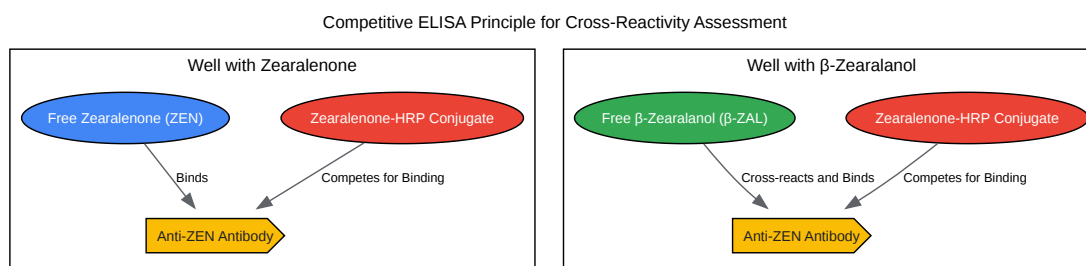 Competitive ELISA Principle for Cross-Reactivity Assessment
Well with Zearalenone
Free Zearalenone (ZEN)
Zearalenone-HRP Conjugate
Binds
Competes for Binding
Anti-ZEN Antibody
Well with β-Zearalanol
Free β-Zearalanol (β-ZAL)
Zearalenone-HRP Conjugate
Cross-reacts and Binds
Competes for Binding
Anti-ZEN Antibody